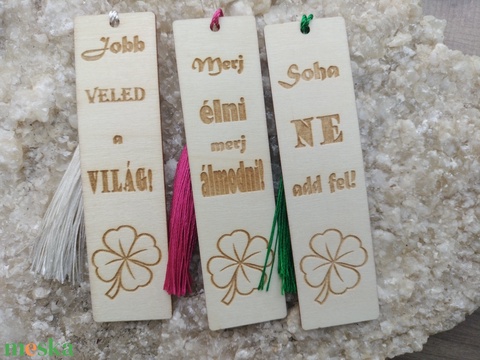 Jobb
VELED
a
VILÁG!
Merj
élni
merj
álmodni!
Soha
NE
add fel!
meska